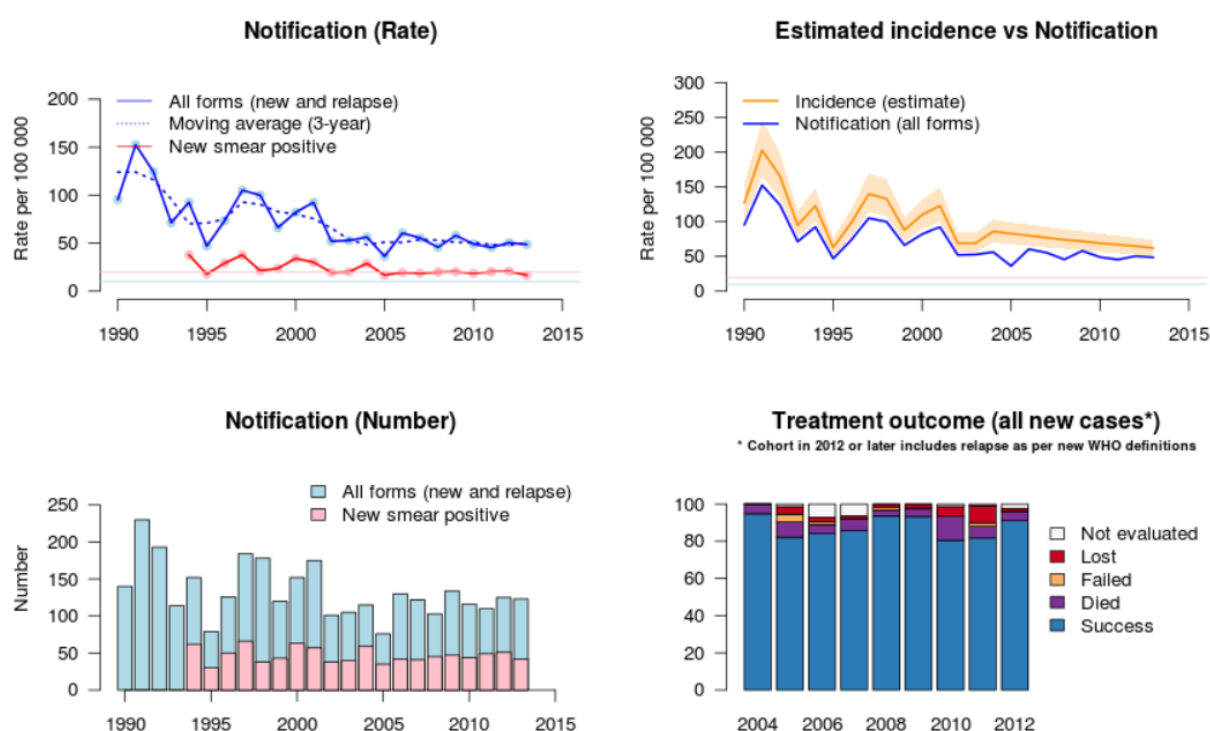 Notification (Rate)
200
150
100
50
0
Rate per 100 000
All forms (new and relapse)
Moving average (3-year)
New smear positive
1990 1995 2000 2005 2010 2015
Estimated incidence vs Notification
300
250
200
150
100
50
0
Rate per 100 000
Incidence (estimate)
Notification (all forms)
1990 1995 2000 2005 2010 2015
Notification (Number)
250
200
150
100
50
0
Number
All forms (new and relapse)
New smear positive
1990 1995 2000 2005 2010 2015
Treatment outcome (all new cases*)
* Cohort in 2012 or later includes relapse as per new WHO definitions
100
80
60
40
20
0
Not evaluated
Lost
Failed
Died
Success
2004 2006 2008 2010 2012